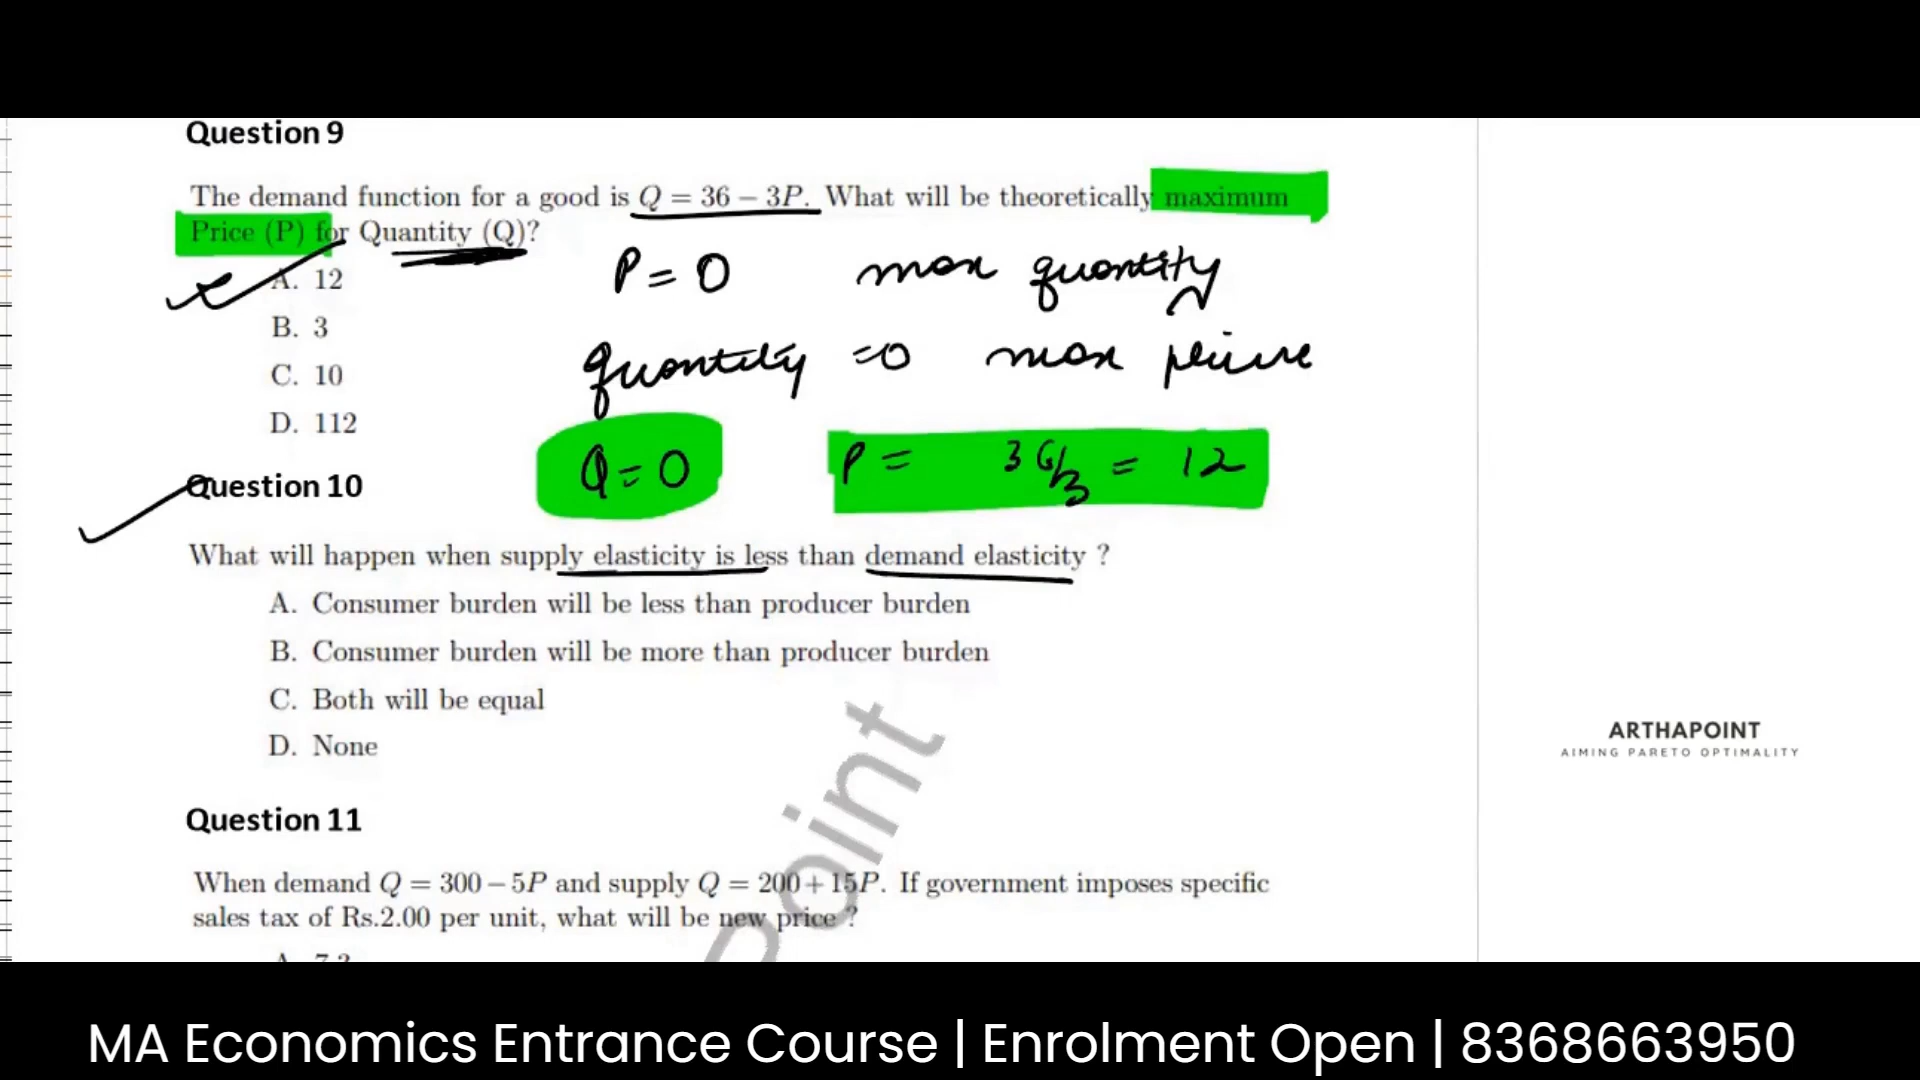 Question 9
The demand function for a good is Q = 36 − 3P. What will be theoretically maximum
Price (P) for Quantity (Q)?
A. 12
B. 3
C. 10
D. 112
P = 0 max quantity
quantity = 0 max price
Q = 0 P = 36/3 = 12
Question 10
What will happen when supply elasticity is less than demand elasticity ?
A. Consumer burden will be less than producer burden
B. Consumer burden will be more than producer burden
C. Both will be equal
D. None
Question 11
When demand Q = 300 − 5P and supply Q = 200 + 15P. If government imposes specific
sales tax of Rs.2.00 per unit, what will be new price ?
Point
ARTHAPOINT
AIMING PARETO OPTIMALITY
MA Economics Entrance Course | Enrolment Open | 8368663950